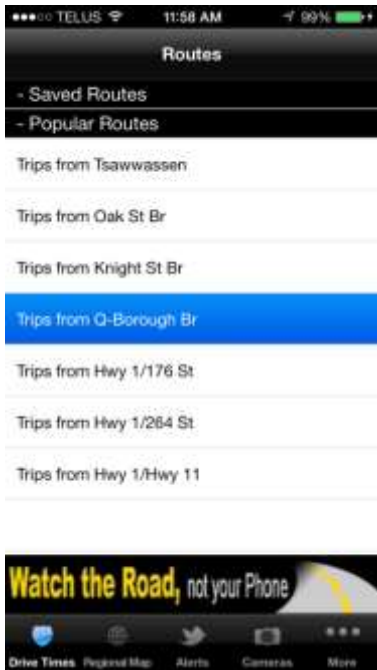 TELUS 11:58 AM 99%
Routes
- Saved Routes
- Popular Routes
Trips from Tsawwassen
Trips from Oak St Br
Trips from Knight St Br
Trips from Q-Borough Br
Trips from Hwy 1/176 St
Trips from Hwy 1/264 St
Trips from Hwy 1/Hwy 11
Watch the Road, not your Phone
Drive Times Regional Map Alerts Cameras More